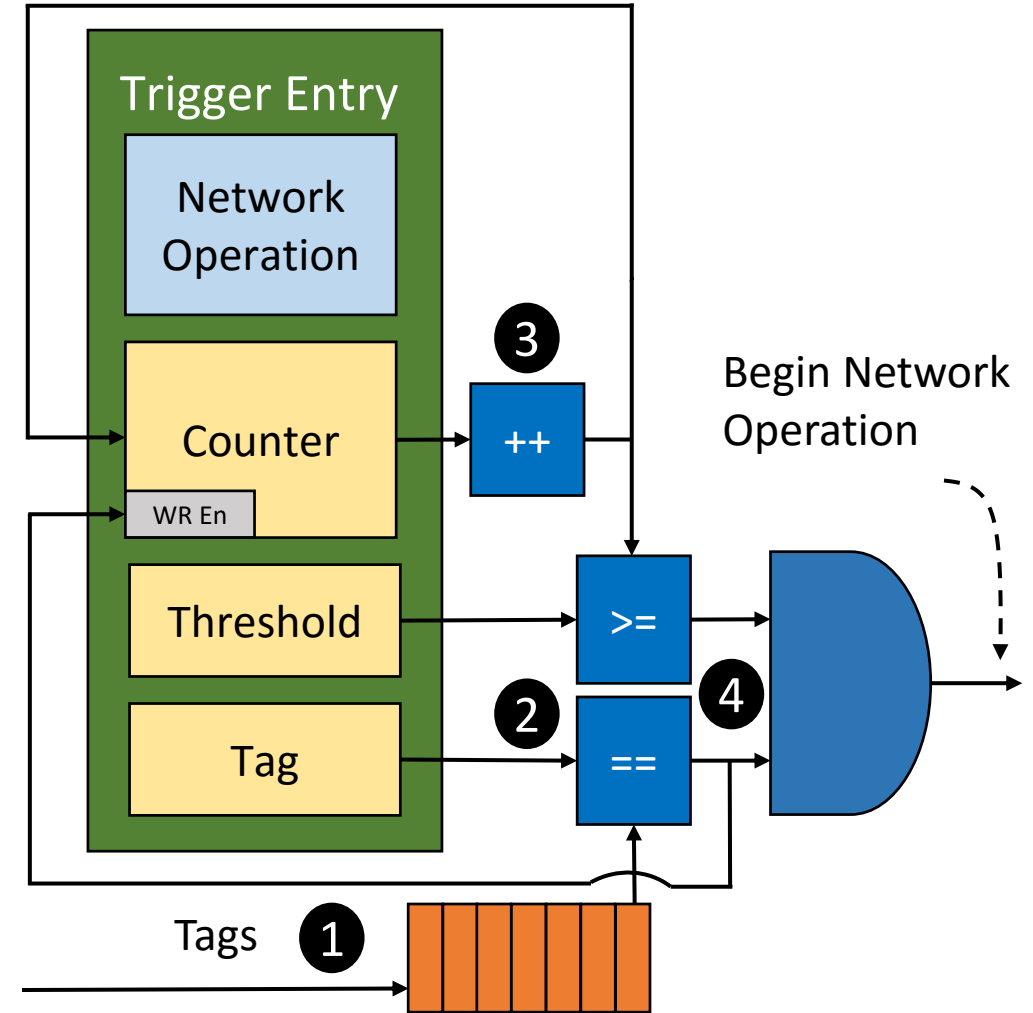 Trigger Entry
Network
Operation
3
Counter
++
Begin Network
Operation
WR En
Threshold
>=
2
4
Tag
==
Tags
1